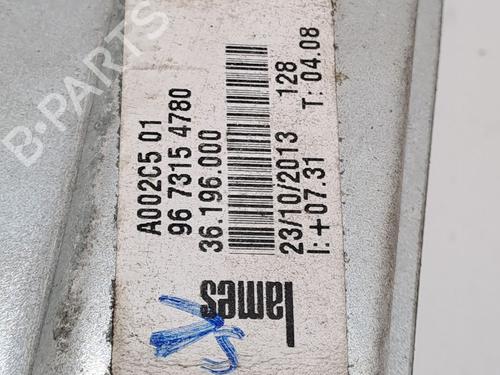 A002C5 01
96 7315 4780
36.196.000
23/10/2013 128
I:+07.31 T: 04.08
lames
B-PARTS